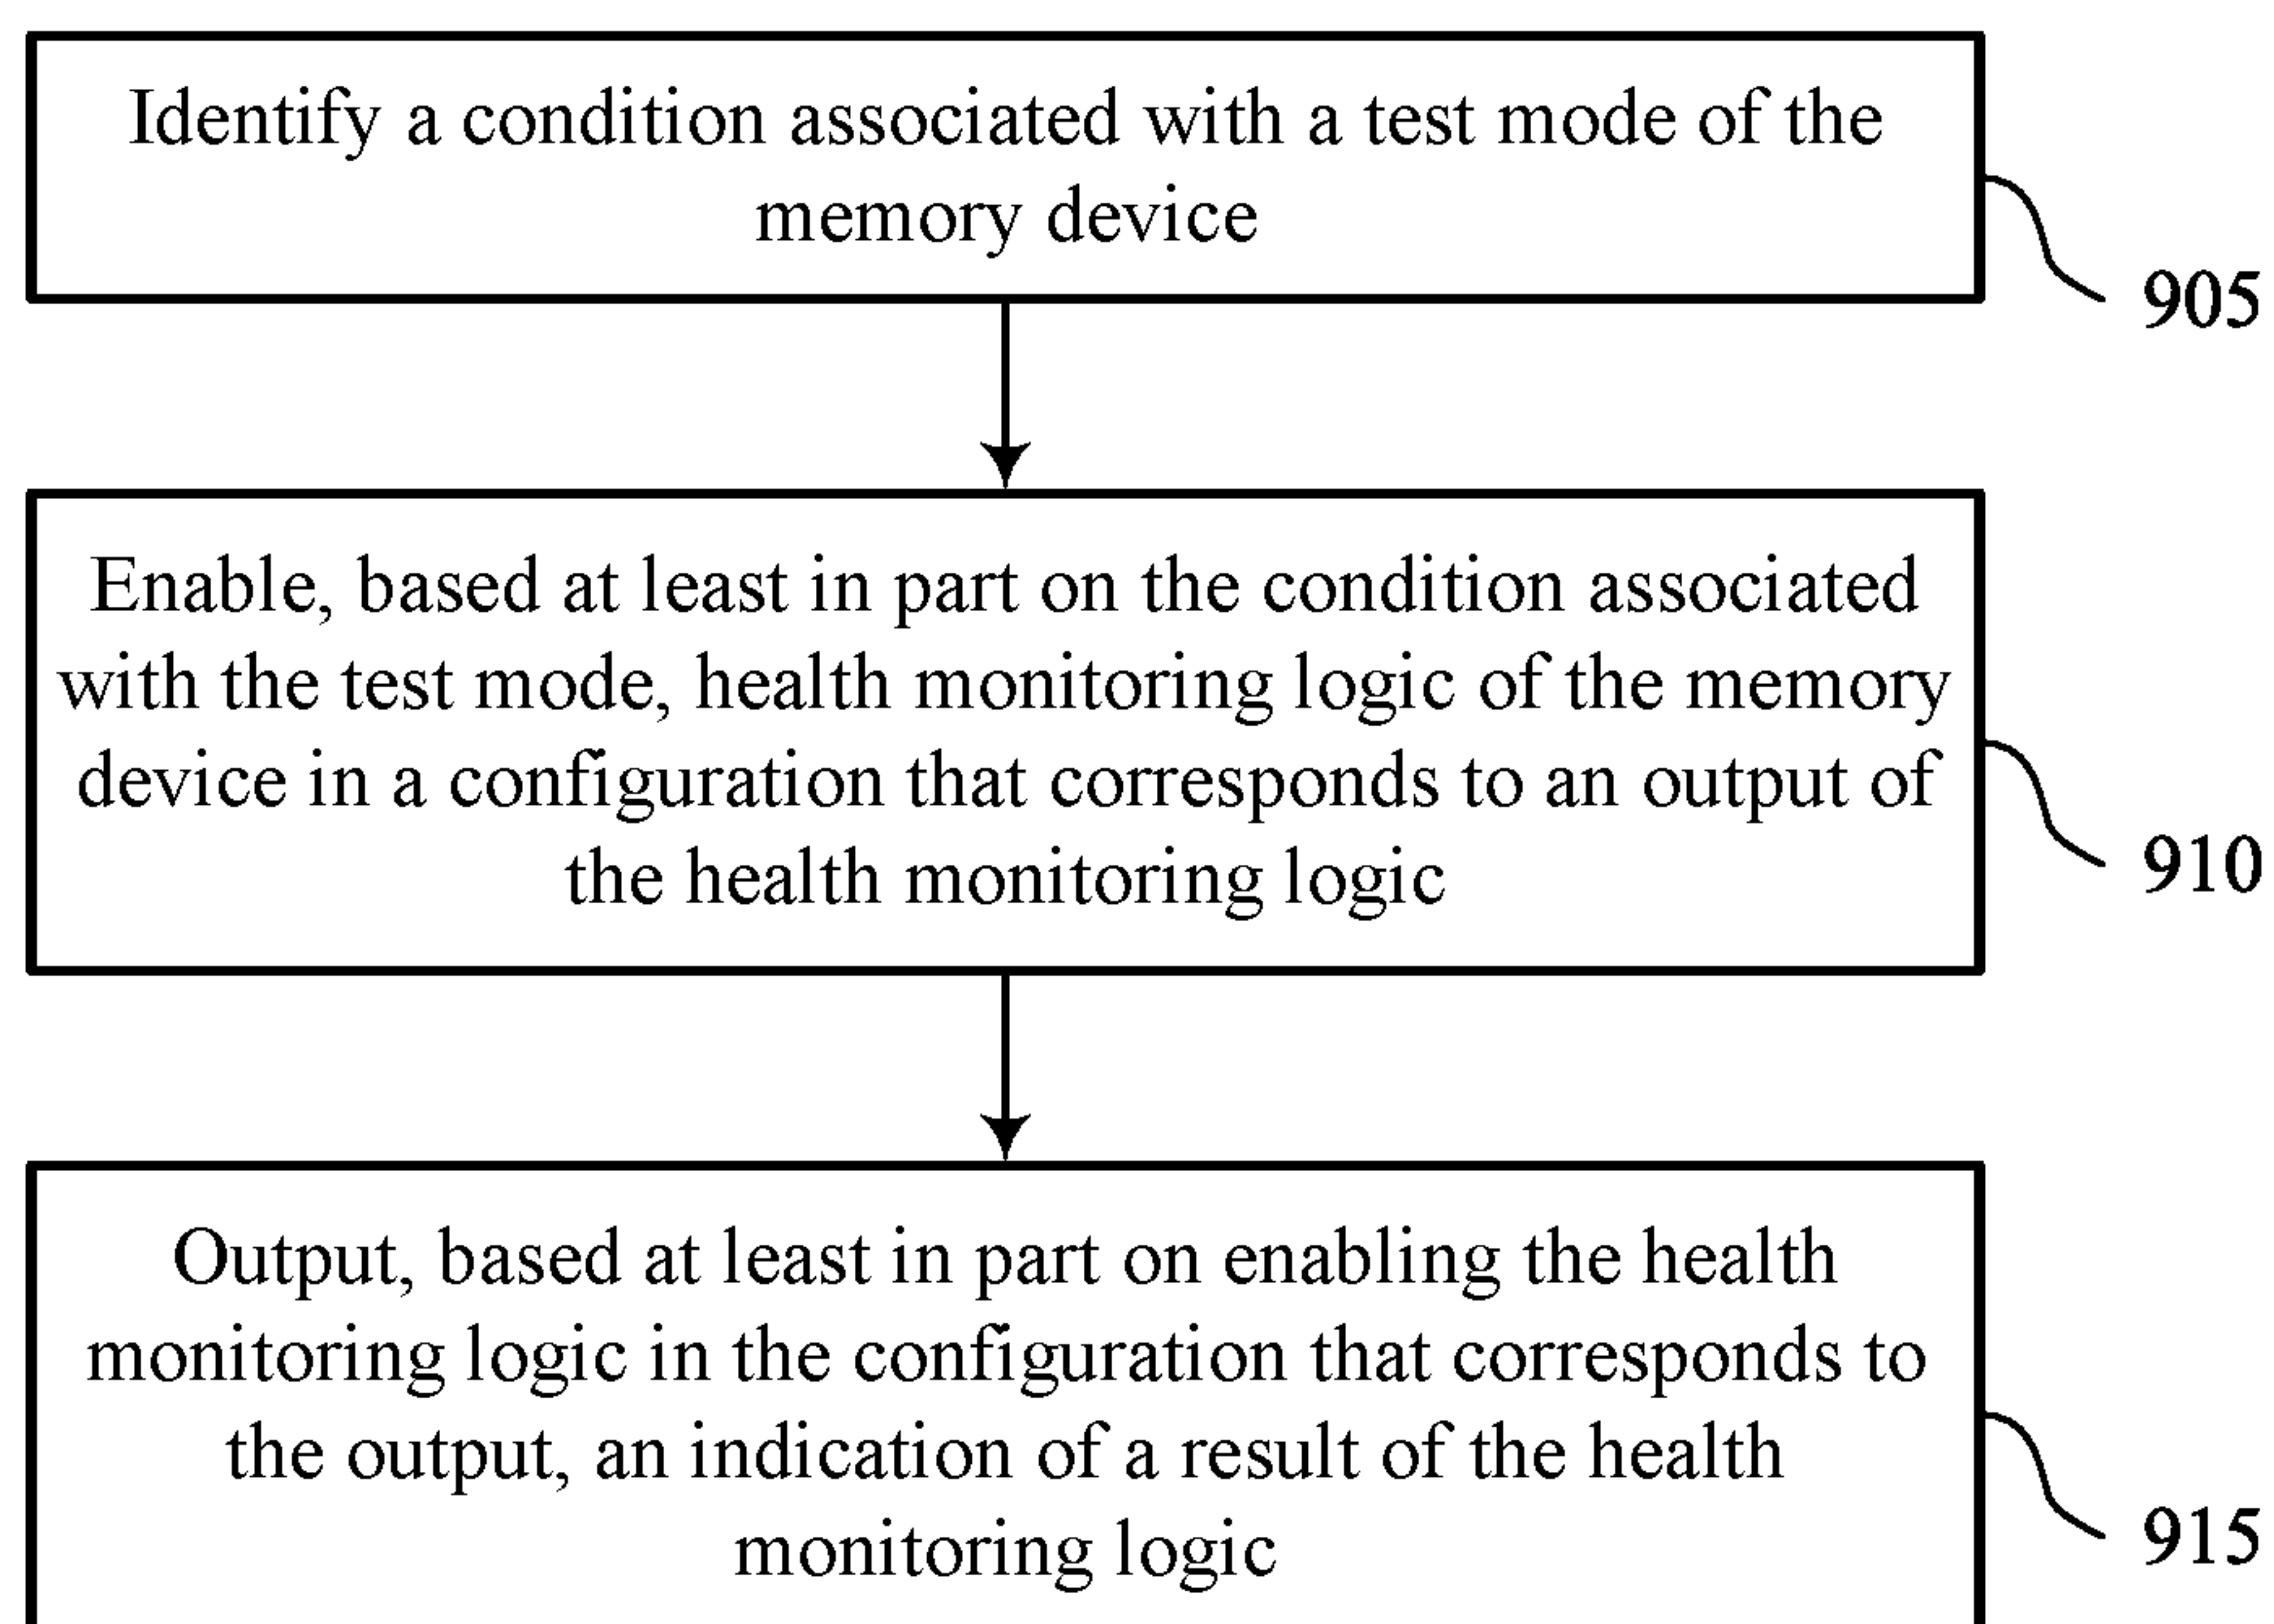 Identify a condition associated with a test mode of the
memory device
905
Enable, based at least in part on the condition associated
with the test mode, health monitoring logic of the memory
device in a configuration that corresponds to an output of
the health monitoring logic
910
Output, based at least in part on enabling the health
monitoring logic in the configuration that corresponds to
the output, an indication of a result of the health
monitoring logic
915